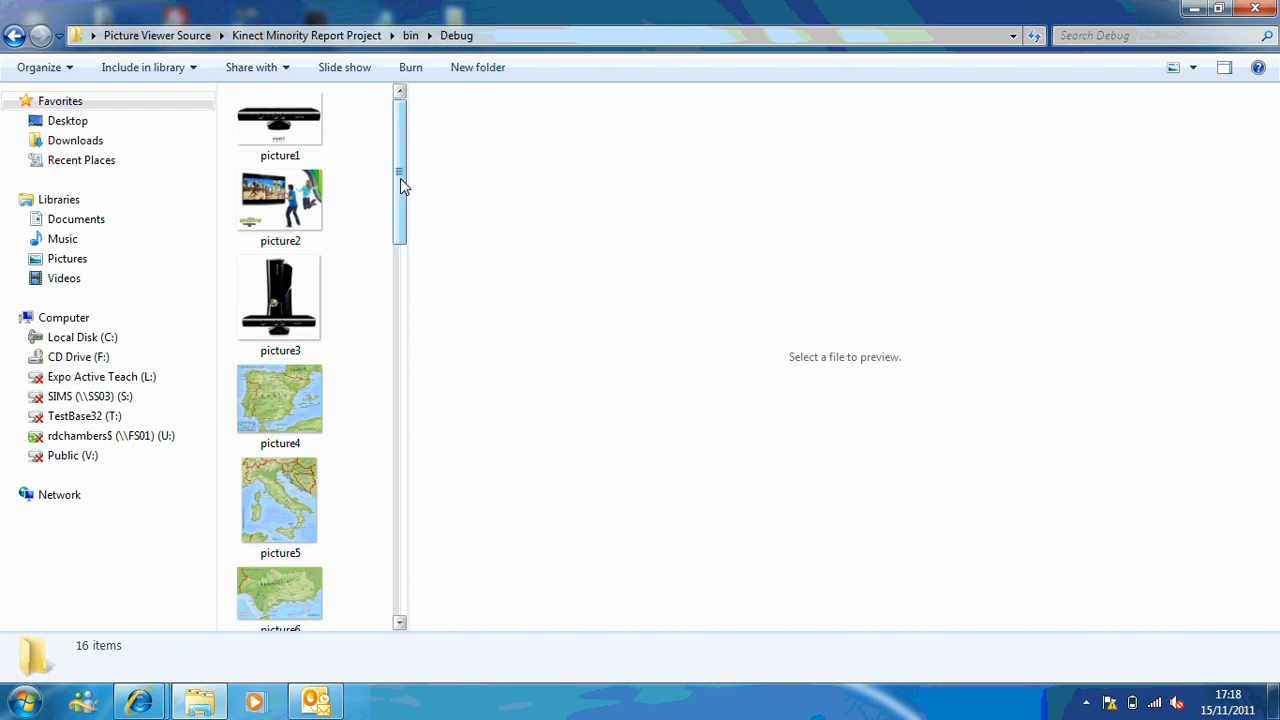 Picture Viewer Source
Kinect Minority Report Project
bin
Debug
Search Debug
Organize
Include in library
Share with
Slide show
Burn
New folder
Favorites
Desktop
Downloads
Recent Places
Libraries
Documents
Music
Pictures
Videos
Computer
Local Disk (C:)
CD Drive (F:)
Expo Active Teach (L:)
SIMS (\\SS03) (S:)
TestBase32 (T:)
rdchambers$ (\\FS01) (U:)
Public (V:)
Network
picture1
picture2
picture3
picture4
picture5
picture6
Select a file to preview.
16 items
17:18
15/11/2011